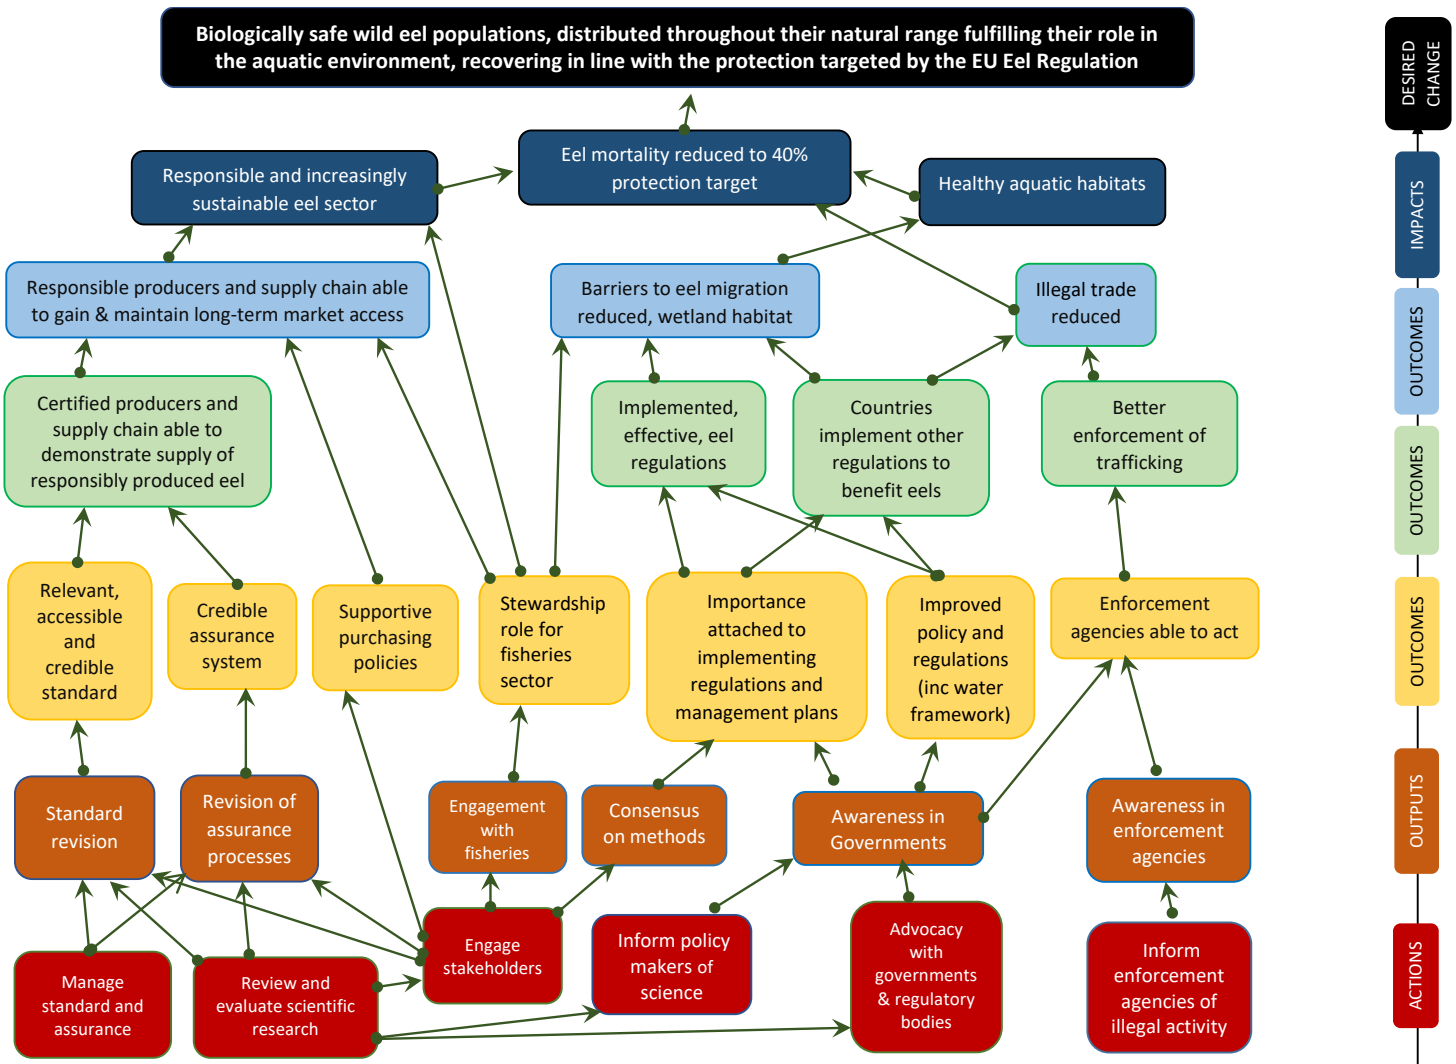 Biologically safe wild eel populations, distributed throughout their natural range fulfilling their role in
the aquatic environment, recovering in line with the protection targeted by the EU Eel Regulation
DESIRED
CHANGE
Responsible and increasingly
sustainable eel sector
Eel mortality reduced to 40%
protection target
Healthy aquatic habitats
IMPACTS
Responsible producers and supply chain able
to gain & maintain long-term market access
Barriers to eel migration
reduced, wetland habitat
Illegal trade
reduced
OUTCOMES
Certified producers and
supply chain able to
demonstrate supply of
responsibly produced eel
Implemented,
effective, eel
regulations
Countries
implement other
regulations to
benefit eels
Better
enforcement of
trafficking
OUTCOMES
Relevant,
accessible
and
credible
standard
Credible
assurance
system
Supportive
purchasing
policies
Stewardship
role for
fisheries
sector
Importance
attached to
implementing
regulations and
management plans
Improved
policy and
regulations
(inc water
framework)
Enforcement
agencies able to act
OUTCOMES
Standard
revision
Revision of
assurance
processes
Engagement
with
fisheries
Consensus
on methods
Awareness in
Governments
Awareness in
enforcement
agencies
OUTPUTS
Manage
standard and
assurance
Review and
evaluate scientific
research
Engage
stakeholders
Inform policy
makers of
science
Advocacy
with
governments
& regulatory
bodies
Inform
enforcement
agencies of
illegal activity
ACTIONS